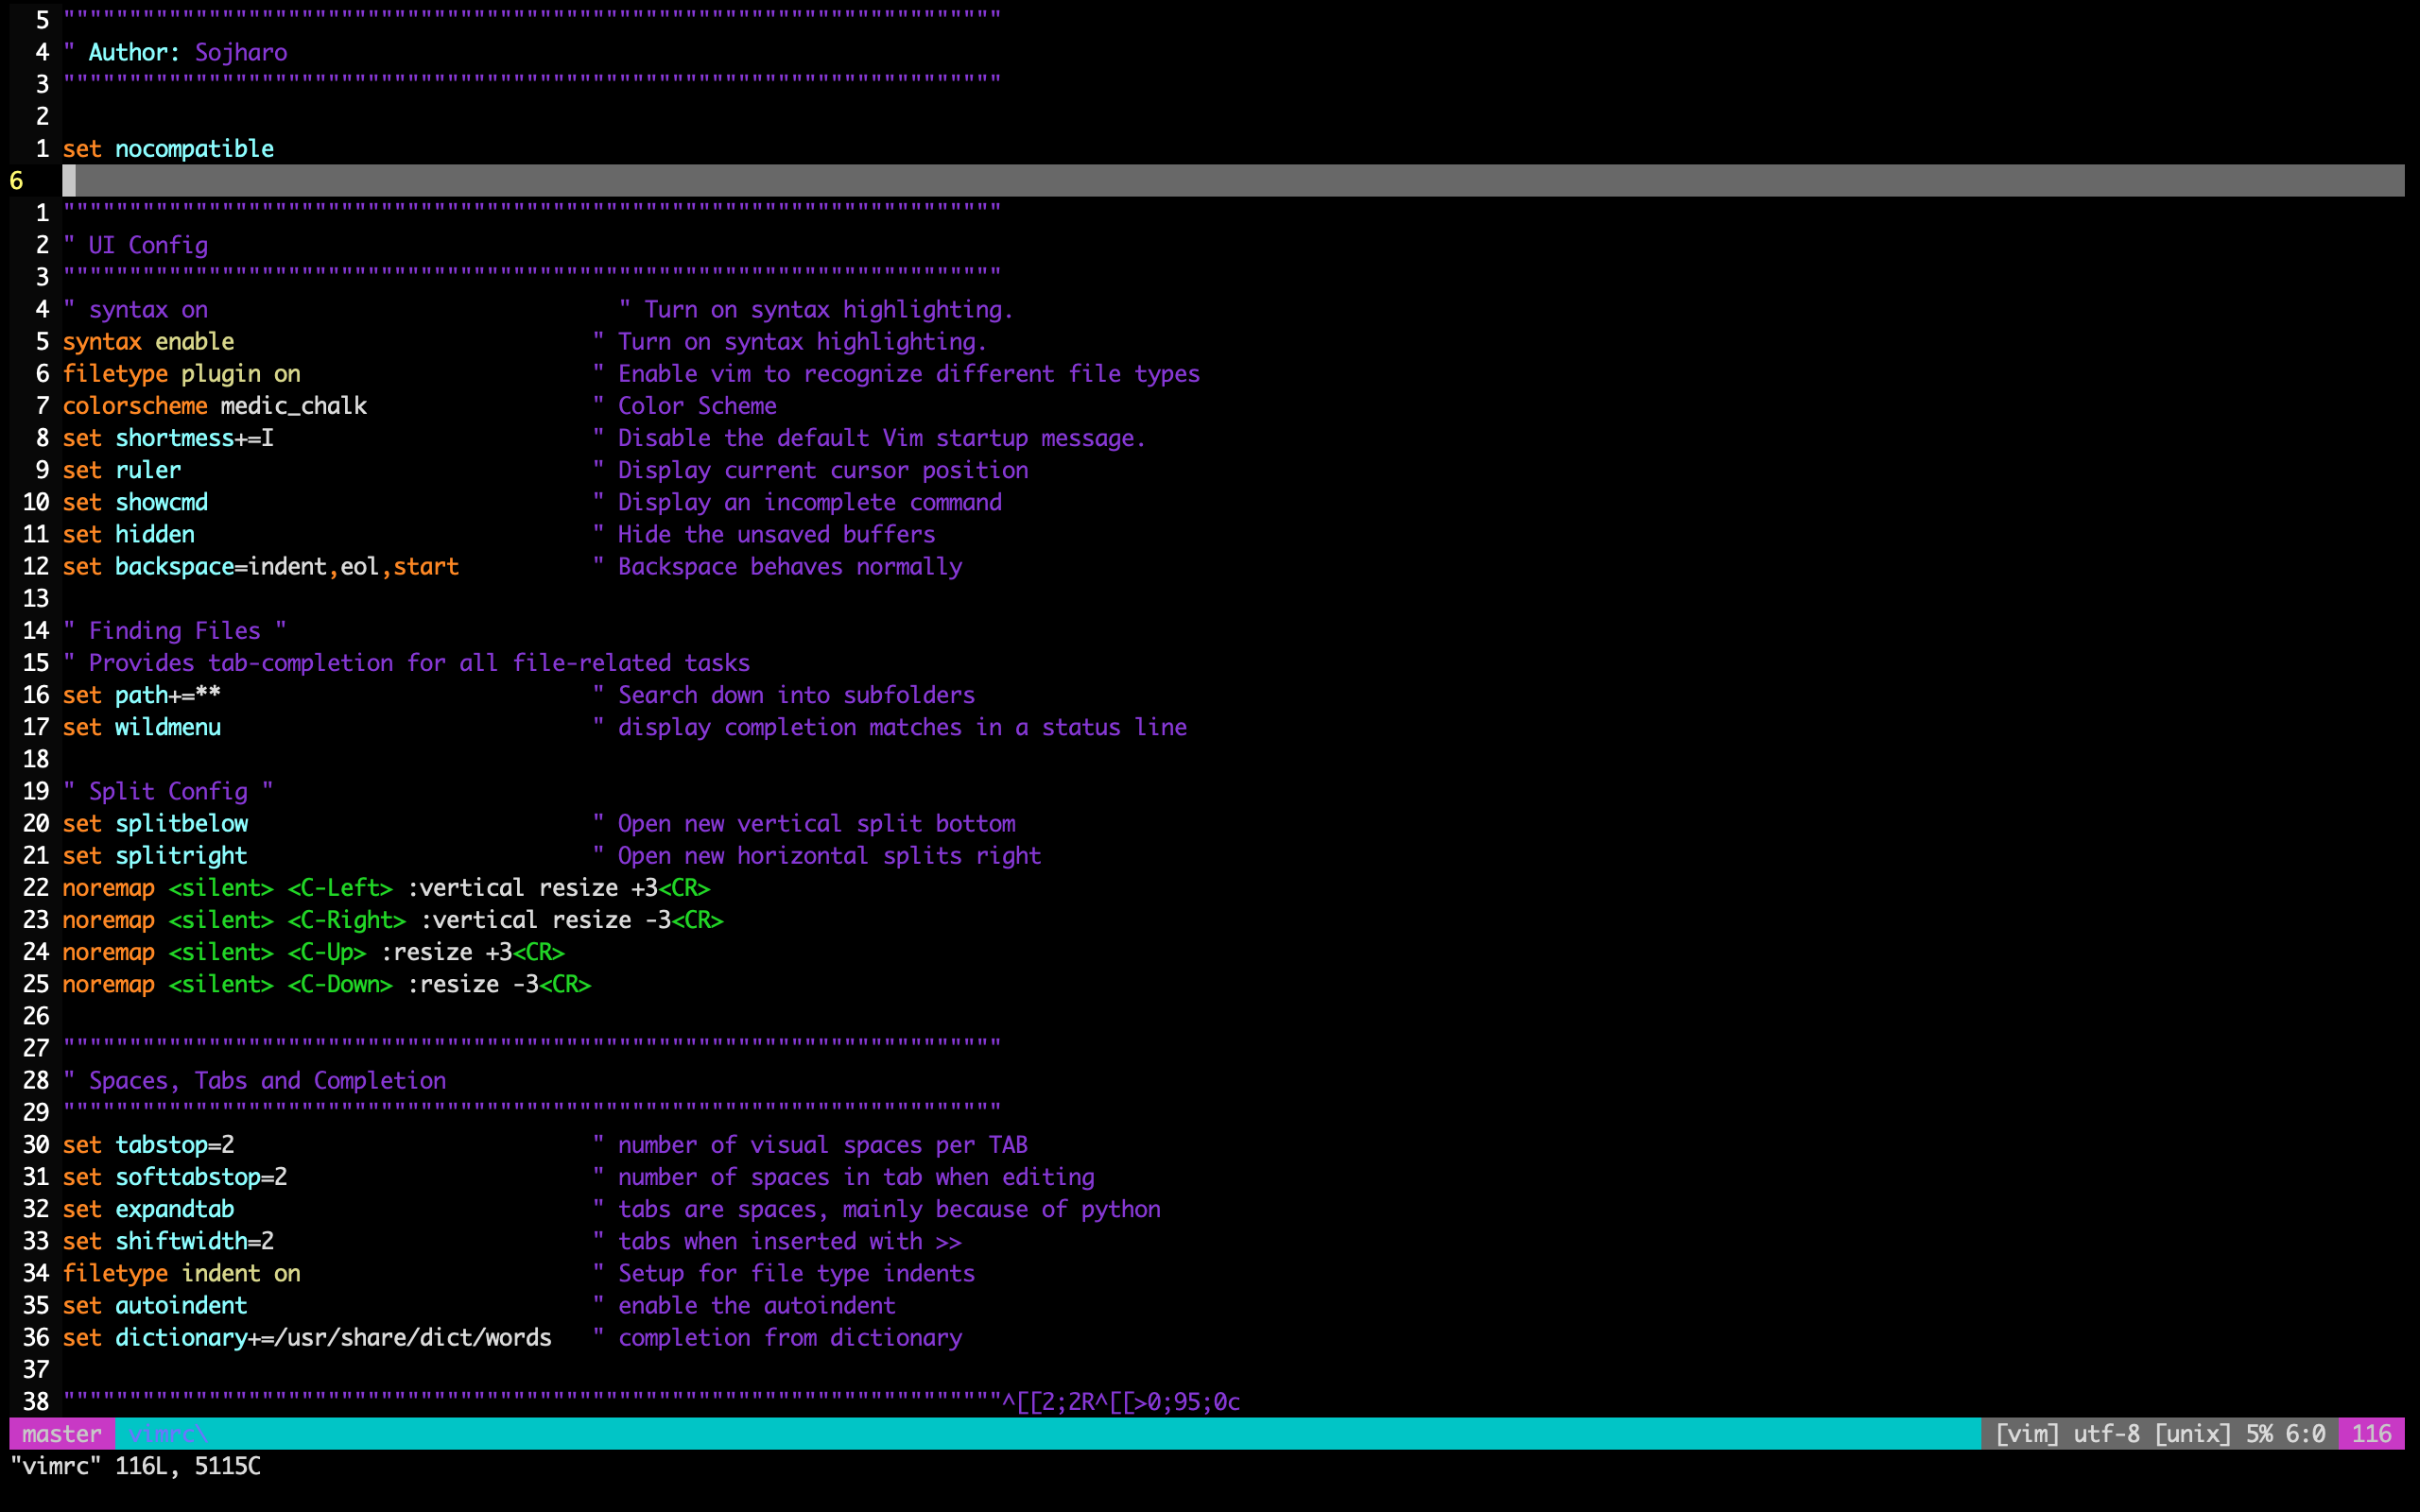 5 """""""""""""""""""""""""""""""""""""""""""""""""""""""""""""""""""""""
4 " Author: Sojharo
3 """""""""""""""""""""""""""""""""""""""""""""""""""""""""""""""""""""""
2
1 set nocompatible
6
1 """""""""""""""""""""""""""""""""""""""""""""""""""""""""""""""""""""""
2 " UI Config
3 """""""""""""""""""""""""""""""""""""""""""""""""""""""""""""""""""""""
4 " syntax on                               " Turn on syntax highlighting.
5 syntax enable                           " Turn on syntax highlighting.
6 filetype plugin on                      " Enable vim to recognize different file types
7 colorscheme medic_chalk                 " Color Scheme
8 set shortmess+=I                        " Disable the default Vim startup message.
9 set ruler                               " Display current cursor position
10 set showcmd                             " Display an incomplete command
11 set hidden                              " Hide the unsaved buffers
12 set backspace=indent,eol,start          " Backspace behaves normally
13
14 " Finding Files "
15 " Provides tab-completion for all file-related tasks
16 set path+=**                            " Search down into subfolders
17 set wildmenu                            " display completion matches in a status line
18
19 " Split Config "
20 set splitbelow                          " Open new vertical split bottom
21 set splitright                          " Open new horizontal splits right
22 noremap <silent> <C-Left> :vertical resize +3<CR>
23 noremap <silent> <C-Right> :vertical resize -3<CR>
24 noremap <silent> <C-Up> :resize +3<CR>
25 noremap <silent> <C-Down> :resize -3<CR>
26
27 """""""""""""""""""""""""""""""""""""""""""""""""""""""""""""""""""""""
28 " Spaces, Tabs and Completion
29 """""""""""""""""""""""""""""""""""""""""""""""""""""""""""""""""""""""
30 set tabstop=2                           " number of visual spaces per TAB
31 set softtabstop=2                       " number of spaces in tab when editing
32 set expandtab                           " tabs are spaces, mainly because of python
33 set shiftwidth=2                        " tabs when inserted with >>
34 filetype indent on                      " Setup for file type indents
35 set autoindent                          " enable the autoindent
36 set dictionary+=/usr/share/dict/words   " completion from dictionary
37
38 """""""""""""""""""""""""""""""""""""""""""""""""""""""""""""""""""""""^[[2;2R^[[>0;95;0c
master vimrc\ [vim] utf-8 [unix] 5% 6:0 116
"vimrc" 116L, 5115C